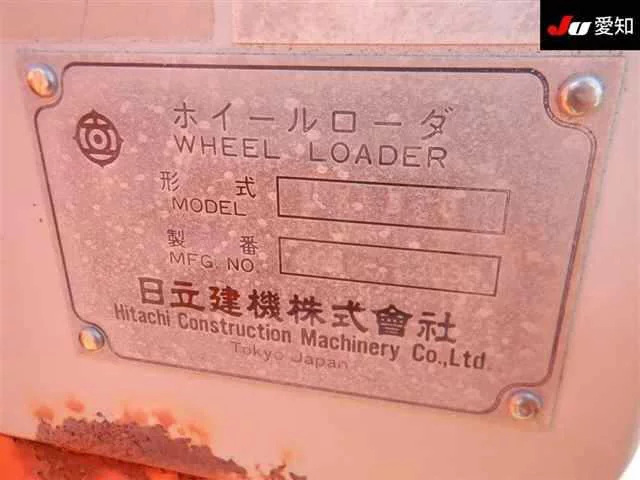 JU 愛知
ホイールローダ
WHEEL LOADER
形式
MODEL
製番
MFG. NO
日立建機株式會社
Hitachi Construction Machinery Co.,Ltd.
Tokyo Japan